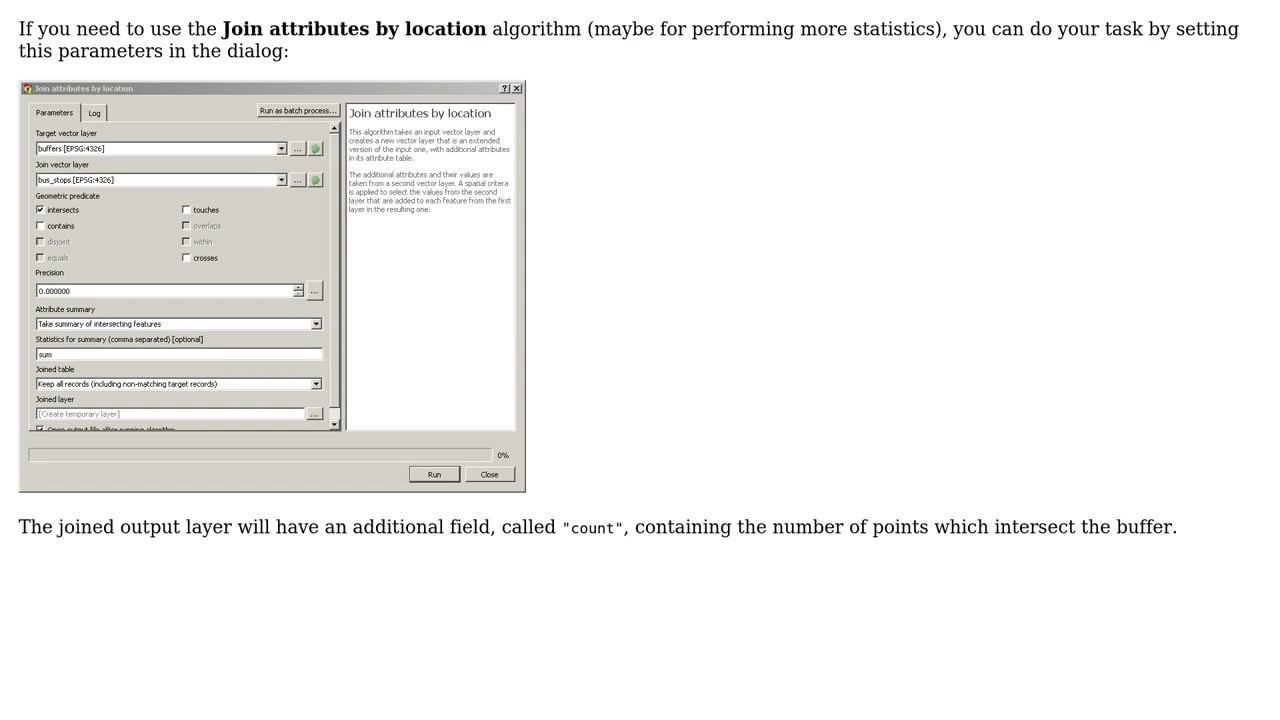 If you need to use the Join attributes by location algorithm (maybe for performing more statistics), you can do your task by setting
this parameters in the dialog:
Join attributes by location
Parameters
Log
Run as batch process...
Target vector layer
buffers [EPSG:4326]
...
Join vector layer
bus_stops [EPSG:4326]
...
Geometric predicate
intersects
touches
contains
overlaps
disjoint
within
equals
crosses
Precision
0.000000
...
Attribute summary
Take summary of intersecting features
Statistics for summary (comma separated) [optional]
sum
Joined table
Keep all records (including non-matching target records)
Joined layer
[Create temporary layer]
...
Open output file after running algorithm
Join attributes by location
This algorithm takes an input vector layer and
creates a new vector layer that is an extended
version of the input one, with additional attributes
in its attribute table.
The additional attributes and their values are
taken from a second vector layer. A spatial critera
is applied to select the values from the second
layer that are added to each feature from the first
layer in the resulting one.
0%
Run
Close
The joined output layer will have an additional field, called "count", containing the number of points which intersect the buffer.